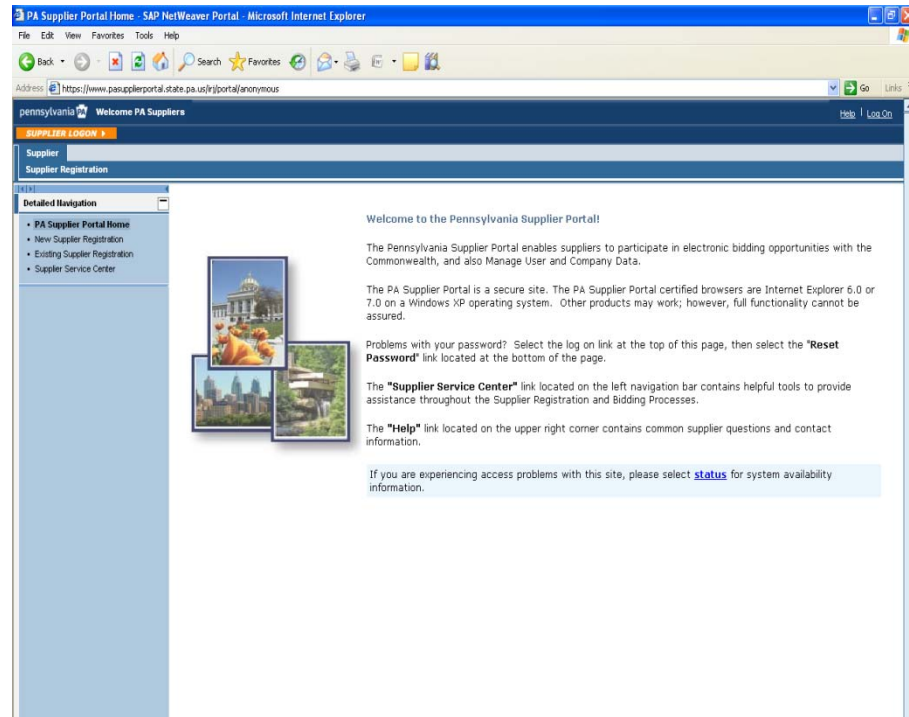 PA Supplier Portal Home - SAP NetWeaver Portal - Microsoft Internet Explorer
File Edit View Favorites Tools Help
Back Search Favorites
Address https://www.pasupplierportal.state.pa.us/irj/portal/anonymous Go Links
pennsylvania PA Welcome PA Suppliers Help | Log On
SUPPLIER LOGON
Supplier
Supplier Registration
Detailed Navigation
• PA Supplier Portal Home
• New Supplier Registration
• Existing Supplier Registration
• Supplier Service Center
Welcome to the Pennsylvania Supplier Portal!
The Pennsylvania Supplier Portal enables suppliers to participate in electronic bidding opportunities with the
Commonwealth, and also Manage User and Company Data.
The PA Supplier Portal is a secure site. The PA Supplier Portal certified browsers are Internet Explorer 6.0 or
7.0 on a Windows XP operating system. Other products may work; however, full functionality cannot be
assured.
Problems with your password? Select the log on link at the top of this page, then select the "Reset
Password" link located at the bottom of the page.
The "Supplier Service Center" link located on the left navigation bar contains helpful tools to provide
assistance throughout the Supplier Registration and Bidding Processes.
The "Help" link located on the upper right corner contains common supplier questions and contact
information.
If you are experiencing access problems with this site, please select status for system availability
information.